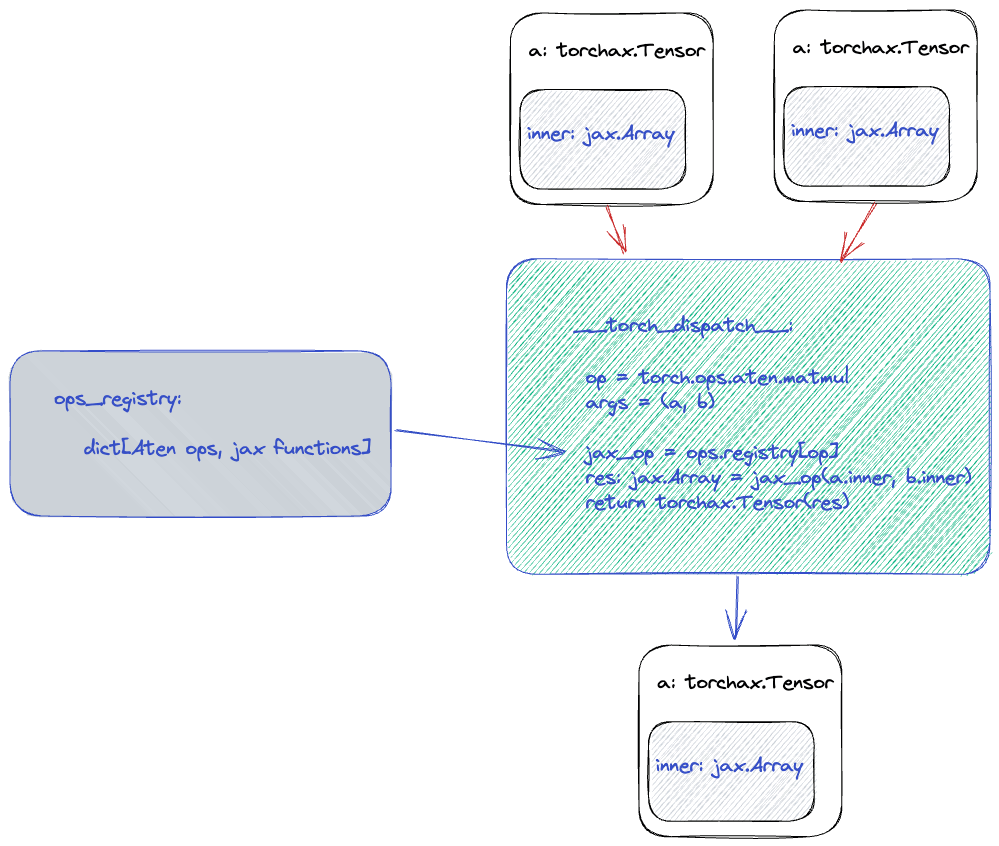 a: torchax.Tensor
inner: jax.Array
a: torchax.Tensor
inner: jax.Array
ops_registry:
dict[Aten ops, jax functions]
__torch_dispatch__:
op = torch.ops.aten.matmul
args = (a, b)
jax_op = ops.registry[op]
res: jax.Array = jax_op(a.inner, b.inner)
return torchax.Tensor(res)
a: torchax.Tensor
inner: jax.Array